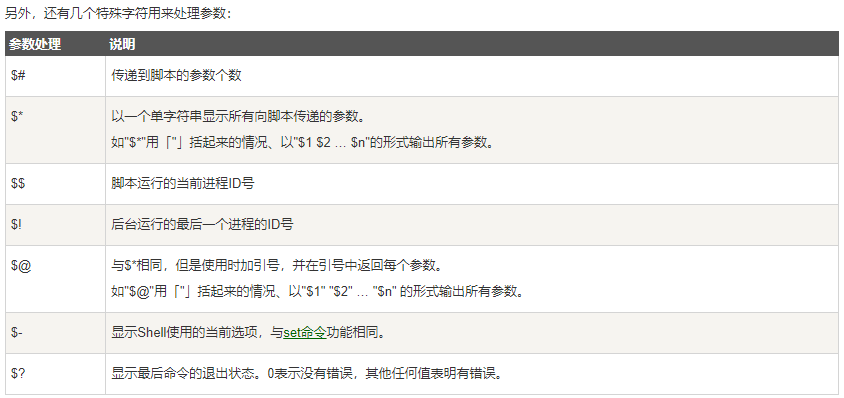 另外，还有几个特殊字符用来处理参数：
参数处理 说明
$# 传递到脚本的参数个数
$* 以一个单字符串显示所有向脚本传递的参数。
如"$*"用「"」括起来的情况、以"$1 $2 … $n"的形式输出所有参数。
$$ 脚本运行的当前进程ID号
$! 后台运行的最后一个进程的ID号
$@ 与$*相同，但是使用时加引号，并在引号中返回每个参数。
如"$@"用「"」括起来的情况、以"$1" "$2" … "$n" 的形式输出所有参数。
$- 显示Shell使用的当前选项，与set命令功能相同。
$? 显示最后命令的退出状态。0表示没有错误，其他任何值表明有错误。